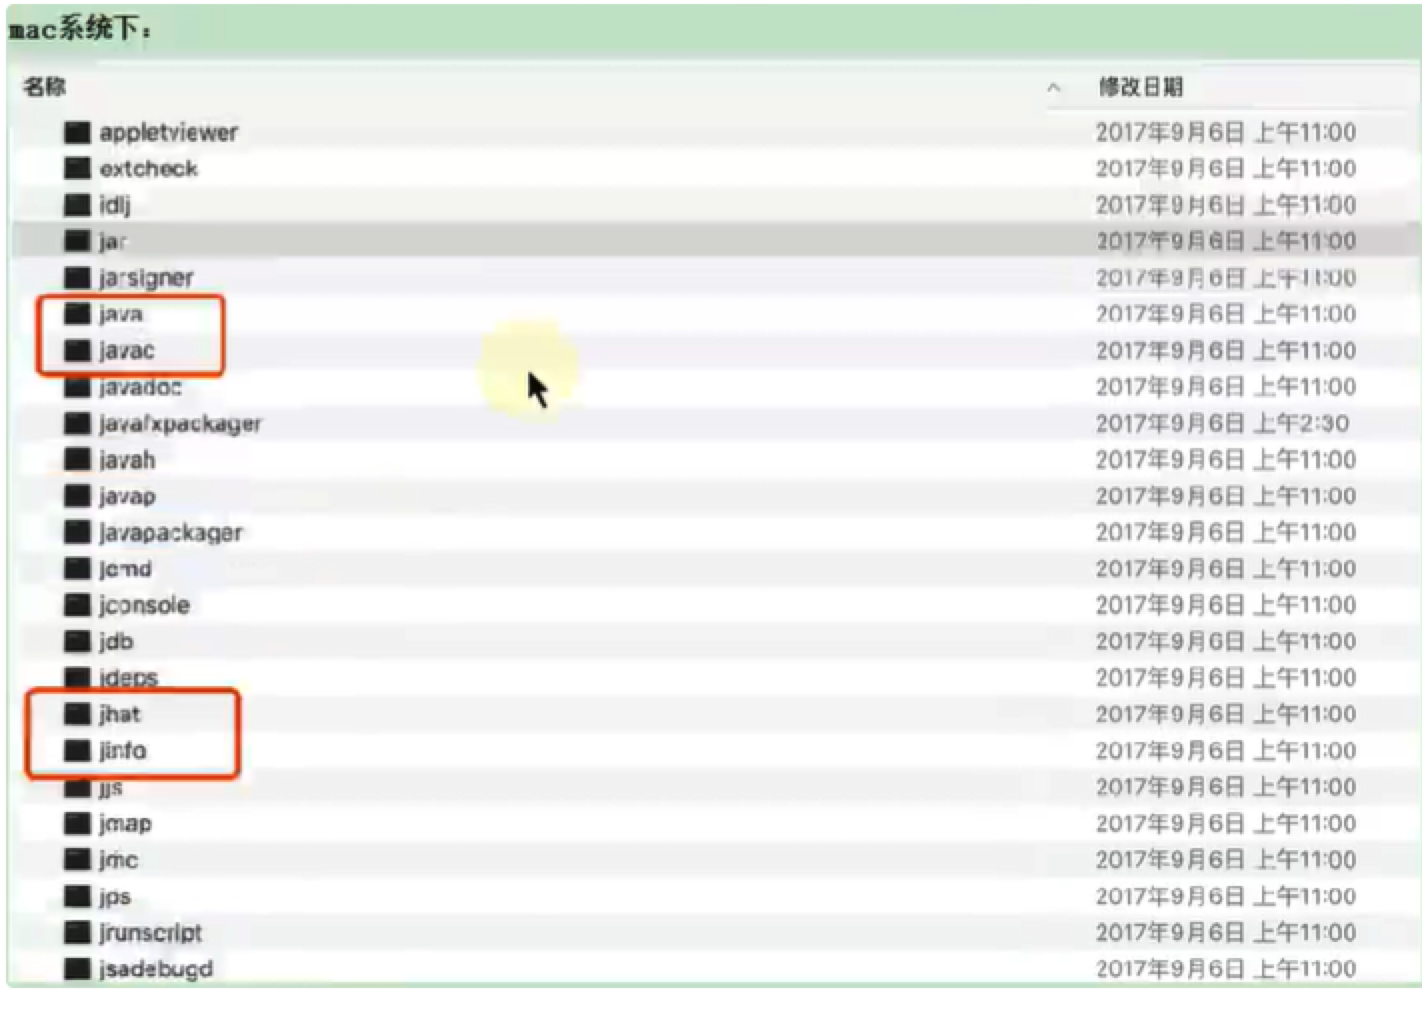 mac系统下：
名称 修改日期
appletviewer 2017年9月6日 上午11:00
extcheck 2017年9月6日 上午11:00
idlj 2017年9月6日 上午11:00
jar 2017年9月6日 上午11:00
jarsigner 2017年9月6日 上午11:00
java 2017年9月6日 上午11:00
javac 2017年9月6日 上午11:00
javadoc 2017年9月6日 上午11:00
javafxpackager 2017年9月6日 上午2:30
javah 2017年9月6日 上午11:00
javap 2017年9月6日 上午11:00
javapackager 2017年9月6日 上午11:00
jcmd 2017年9月6日 上午11:00
jconsole 2017年9月6日 上午11:00
jdb 2017年9月6日 上午11:00
jdeps 2017年9月6日 上午11:00
jhat 2017年9月6日 上午11:00
jinfo 2017年9月6日 上午11:00
jjs 2017年9月6日 上午11:00
jmap 2017年9月6日 上午11:00
jmc 2017年9月6日 上午11:00
jps 2017年9月6日 上午11:00
jrunscript 2017年9月6日 上午11:00
jsadebugd 2017年9月6日 上午11:00